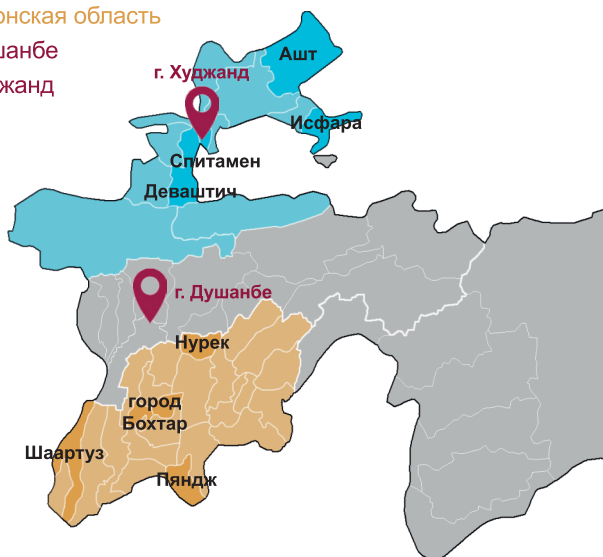 онская область
шанбе
жанд
Ашт
г. Худжанд
Исфара
Спитамен
Деваштич
г. Душанбе
Нурек
город
Бохтар
Шаартуз
Пяндж